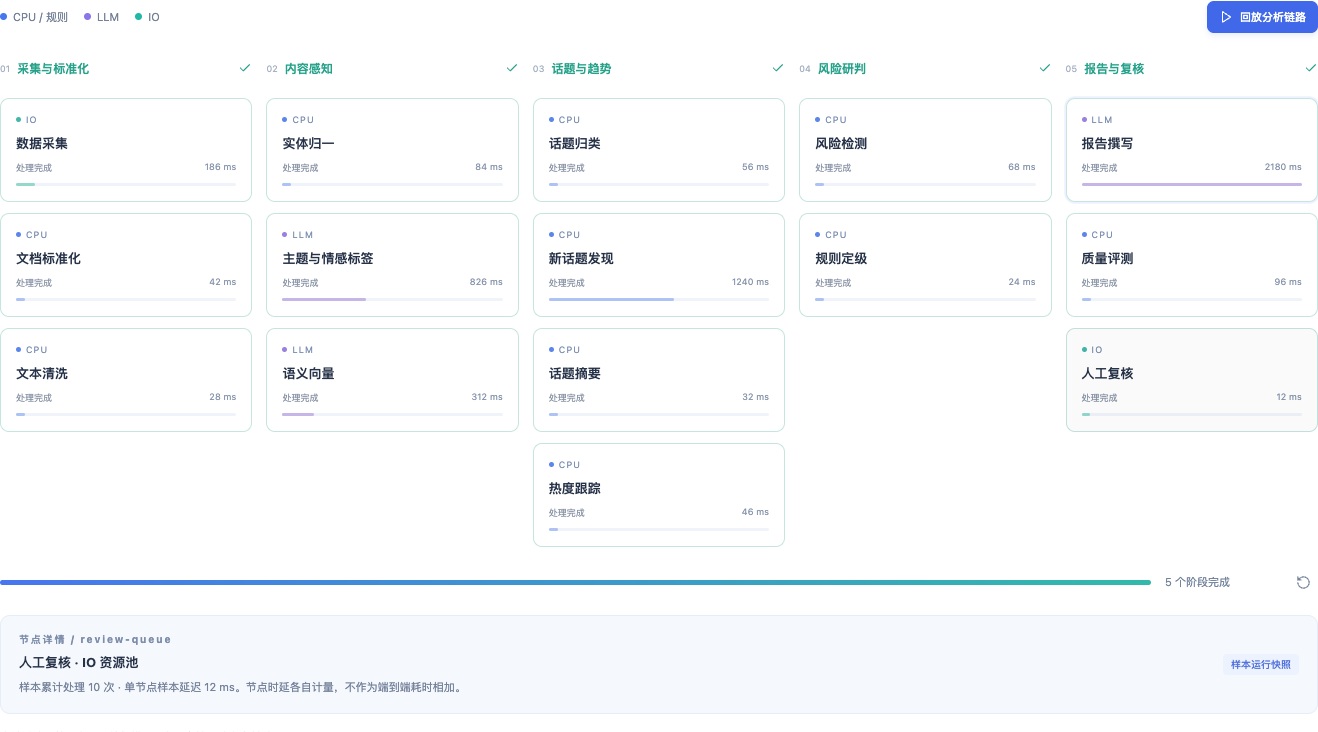 CPU / 规则 LLM IO
回放分析链路
01 采集与标准化
IO
数据采集
处理完成 186 ms
CPU
文档标准化
处理完成 42 ms
CPU
文本清洗
处理完成 28 ms
02 内容感知
CPU
实体归一
处理完成 84 ms
LLM
主题与情感标签
处理完成 826 ms
LLM
语义向量
处理完成 312 ms
03 话题与趋势
CPU
话题归类
处理完成 56 ms
CPU
新话题发现
处理完成 1240 ms
CPU
话题摘要
处理完成 32 ms
CPU
热度跟踪
处理完成 46 ms
04 风险研判
CPU
风险检测
处理完成 68 ms
CPU
规则定级
处理完成 24 ms
05 报告与复核
LLM
报告撰写
处理完成 2180 ms
CPU
质量评测
处理完成 96 ms
IO
人工复核
处理完成 12 ms
5 个阶段完成
节点详情 / review-queue
人工复核 · IO 资源池
样本累计处理 10 次 · 单节点样本延迟 12 ms。节点时延各自计量，不作为端到端耗时相加。
样本运行快照